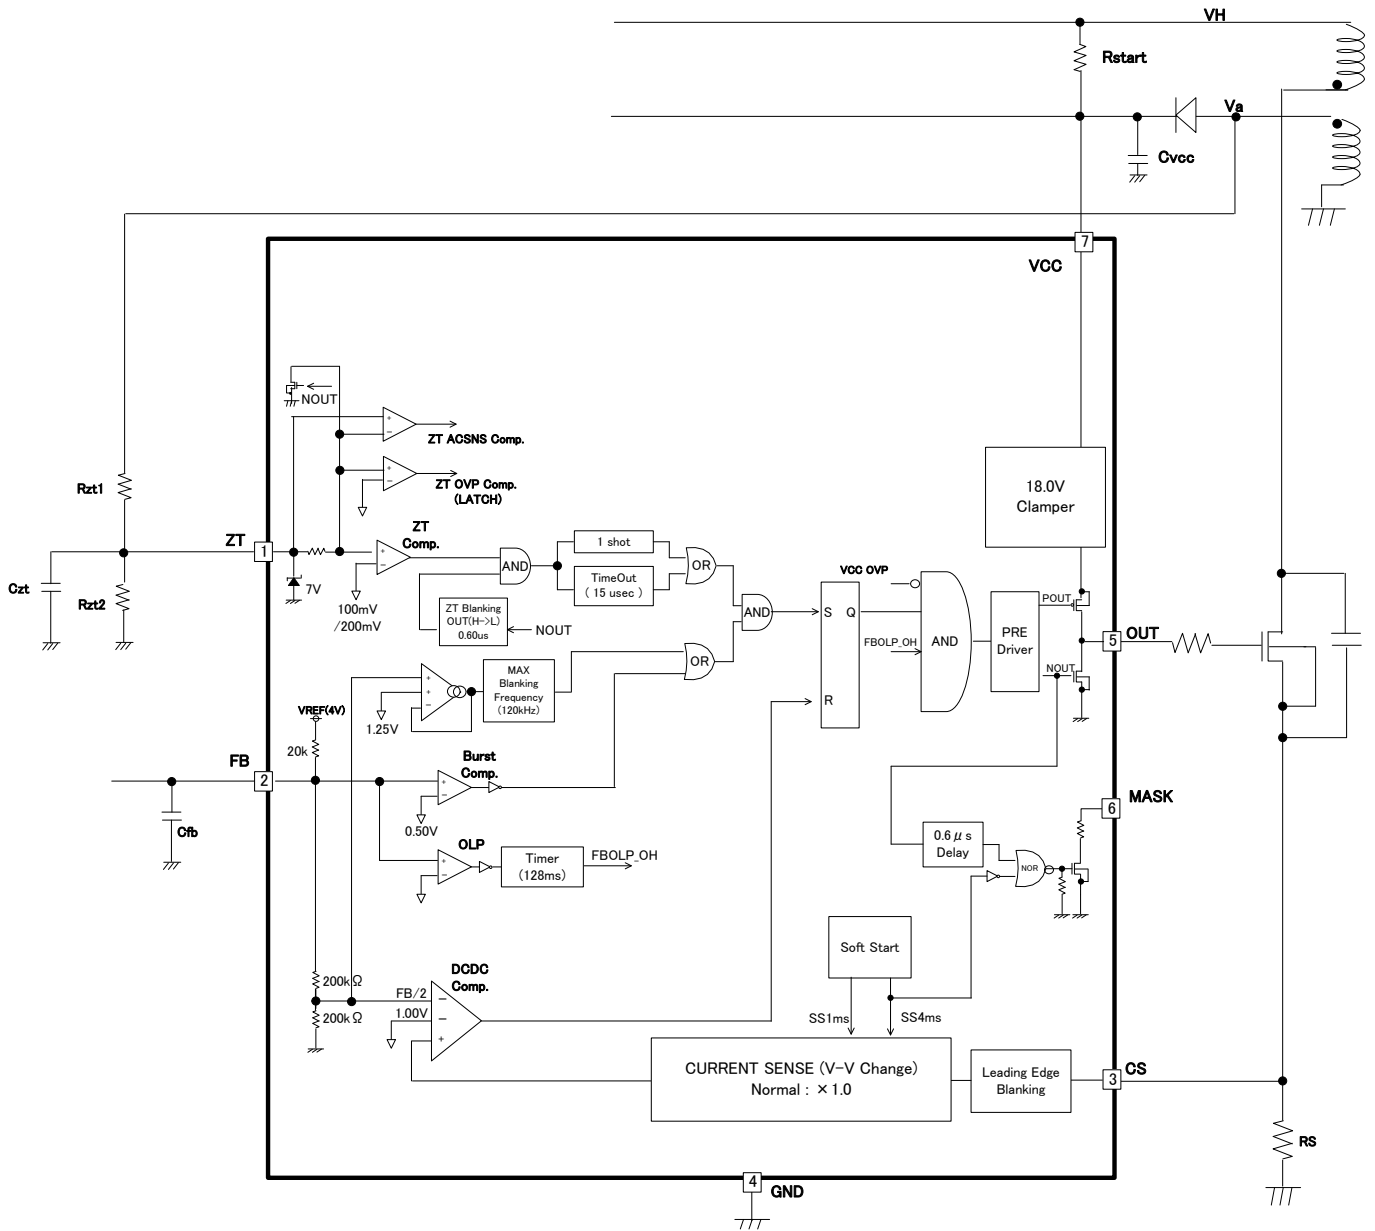 VH
Rstart
Va
Cvcc
7
VCC
NOUT
+
−
ZT ACSNS Comp.
+
−
ZT OVP Comp.
(LATCH)
18.0V
Clamper
Rzt1
ZT
1
ZT
Comp.
+
−
1 shot
AND
OR
TimeOut
( 15 usec )
VCC OVP
7V
100mV
/200mV
Czt
Rzt2
ZT Blanking
OUT(H->L)
0.60us
NOUT
AND
S
Q
POUT
FBOLP_OH
AND
PRE
Driver
5
OUT
NOUT
OR
+
+
−
MAX
Blanking
Frequency
(120kHz)
R
1.25V
VREF(4V)
20k
FB
2
Burst
Comp.
+
−
0.50V
Cfb
6
MASK
0.6μs
Delay
NOR
OLP
+
−
Timer
(128ms)
FBOLP_OH
Soft Start
DCDC
Comp.
200kΩ
FB/2
−
1.00V
−
200kΩ
+
SS1ms
SS4ms
CURRENT SENSE (V-V Change)
Normal : ×1.0
Leading Edge
Blanking
3
CS
RS
4
GND